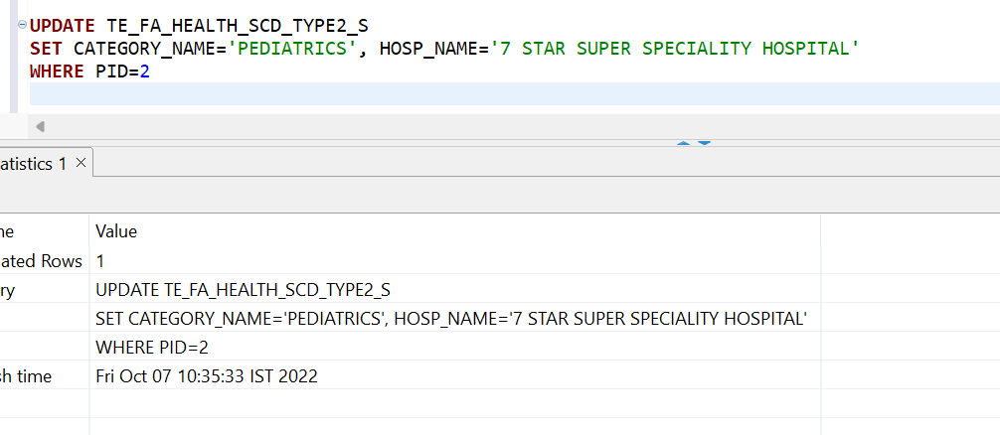 UPDATE TE_FA_HEALTH_SCD_TYPE2_S
SET CATEGORY_NAME='PEDIATRICS', HOSP_NAME='7 STAR SUPER SPECIALITY HOSPITAL'
WHERE PID=2
atistics 1
ne Value
ated Rows 1
ry UPDATE TE_FA_HEALTH_SCD_TYPE2_S
SET CATEGORY_NAME='PEDIATRICS', HOSP_NAME='7 STAR SUPER SPECIALITY HOSPITAL'
WHERE PID=2
sh time Fri Oct 07 10:35:33 IST 2022